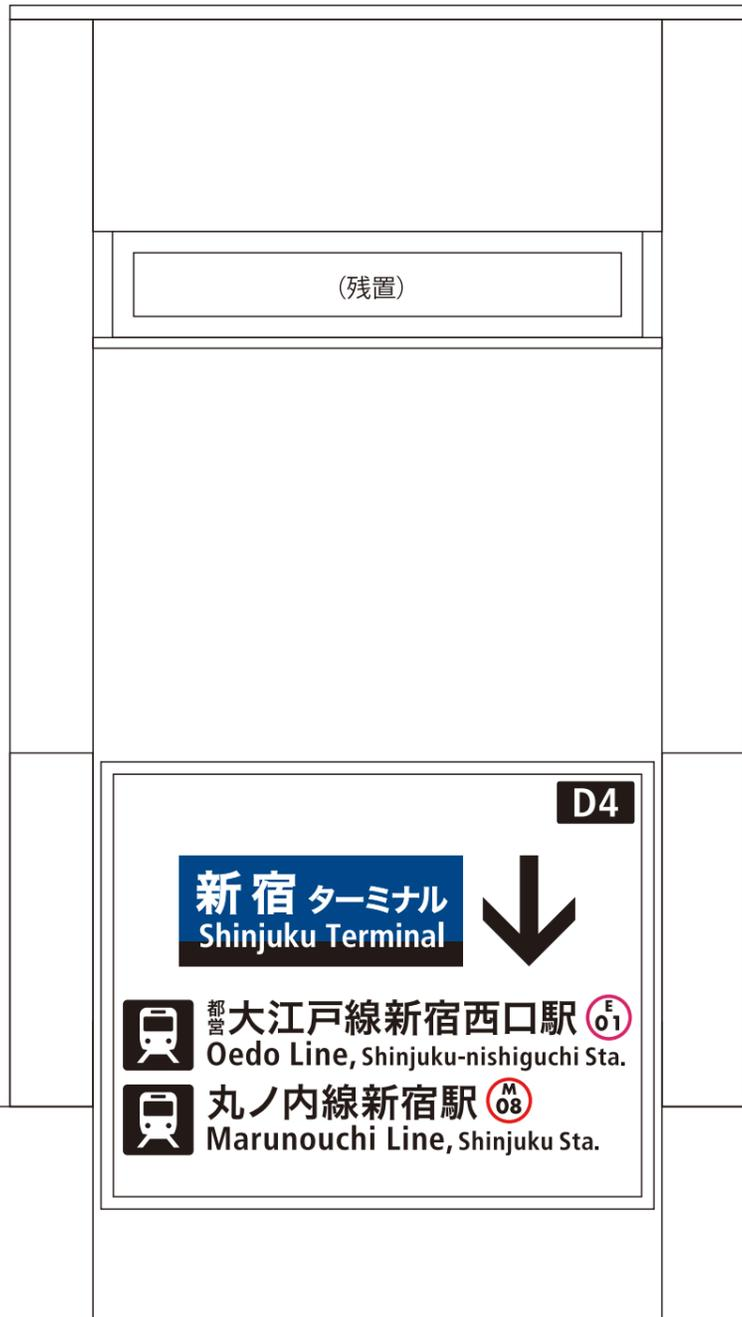 (残置)
D4
新宿 ターミナル
Shinjuku Terminal
都営大江戸線新宿西口駅 E 01
Oedo Line, Shinjuku-nishiguchi Sta.
丸ノ内線新宿駅 M 08
Marunouchi Line, Shinjuku Sta.